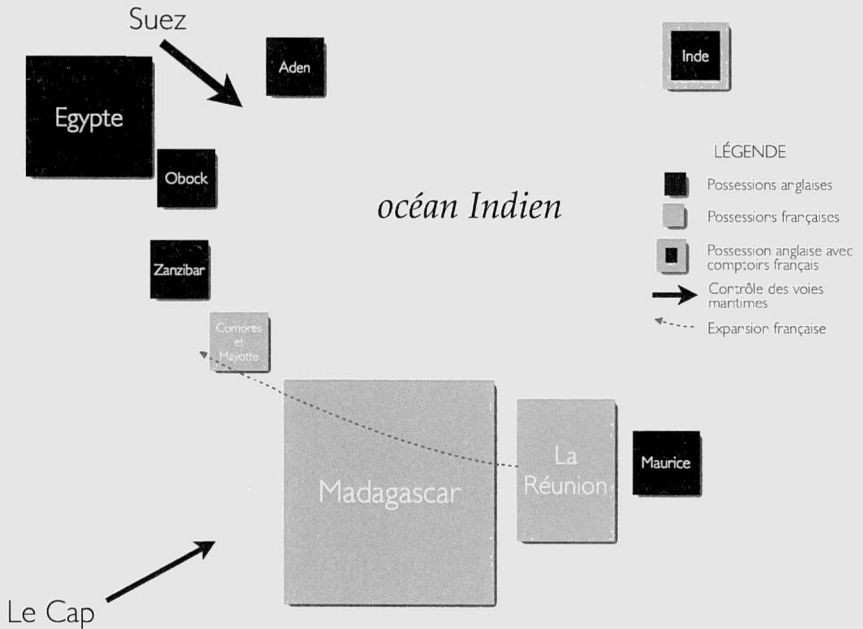 Suez
Aden
Inde
Egypte
LÉGENDE
Obock
Possessions anglaises
océan Indien
Possessions françaises
Possession anglaise avec
comptoirs français
Zanzibar
Contrôle des voies
maritimes
Comores
et
Mayotte
Expansion française
La
Réunion
Maurice
Madagascar
Le Cap